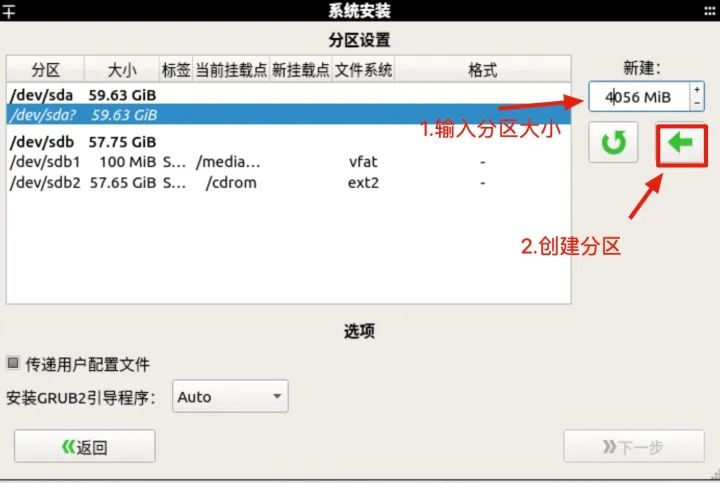 系统安装
分区设置
分区 大小 标签 当前挂载点 新挂载点 文件系统 格式
/dev/sda 59.63 GiB
/dev/sda? 59.63 GiB
/dev/sdb 57.75 GiB
/dev/sdb1 100 MiB S... /media... vfat -
/dev/sdb2 57.65 GiB S... /cdrom ext2 -
新建：
4056 MiB
1.输入分区大小
2.创建分区
选项
传递用户配置文件
安装GRUB2引导程序： Auto
返回
下一步